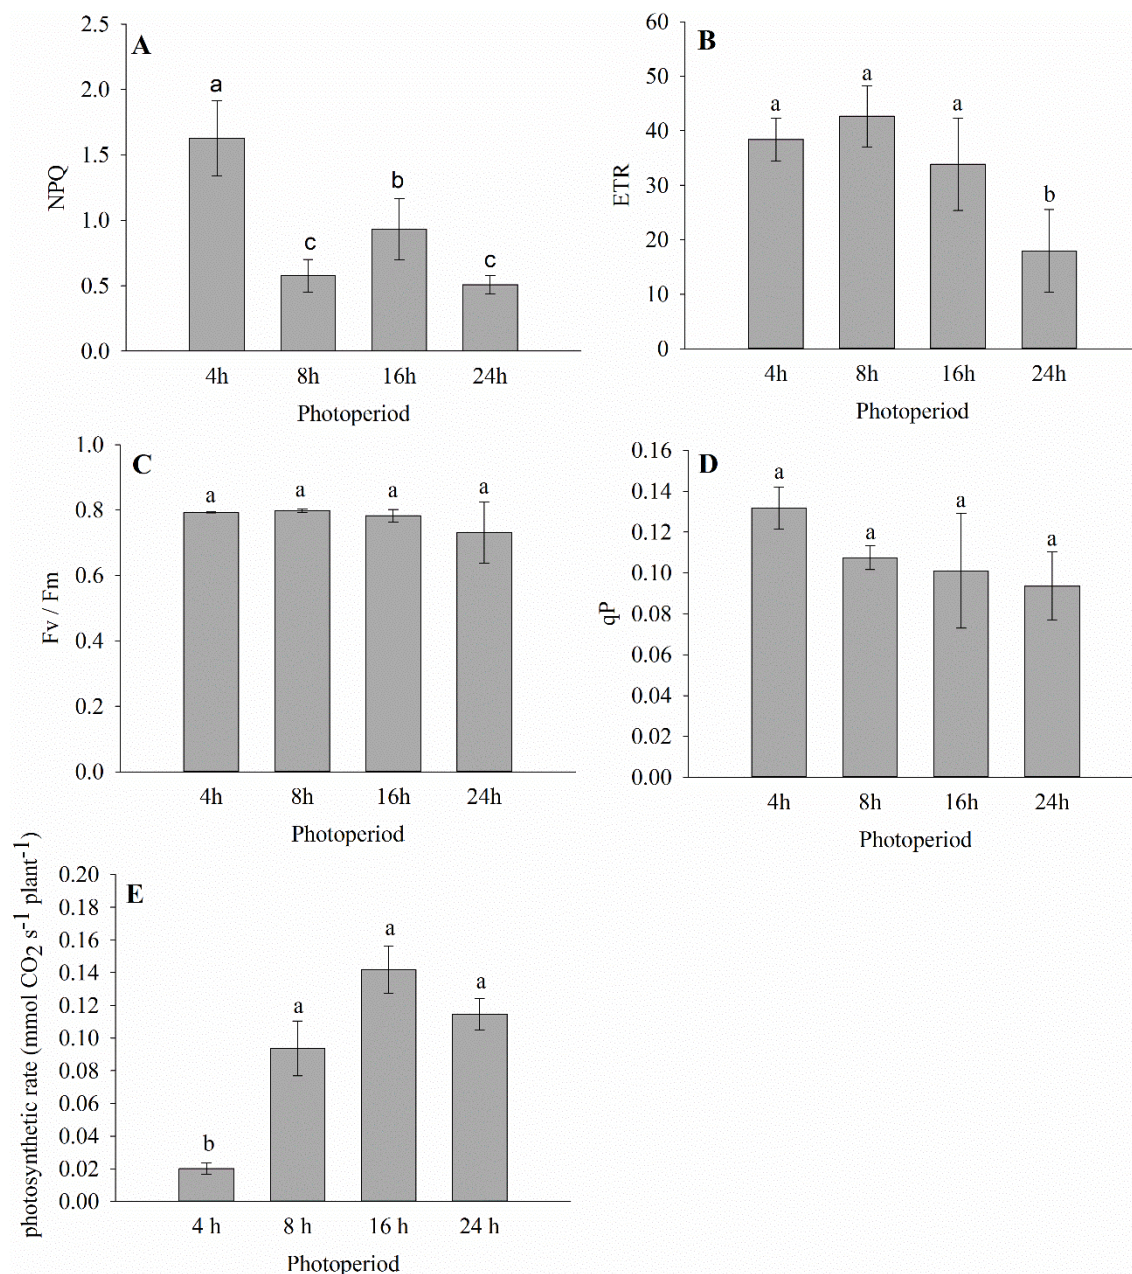 A
NPQ
2.5
2.0
1.5
1.0
0.5
0.0
a
c
b
c
4h 8h 16h 24h
Photoperiod
B
ETR
60
50
40
30
20
10
0
a
a
a
b
4h 8h 16h 24h
Photoperiod
C
Fv / Fm
1.0
0.8
0.6
0.4
0.2
0.0
a a a a
4h 8h 16h 24h
Photoperiod
D
qP
0.16
0.14
0.12
0.10
0.08
0.06
0.04
0.02
0.00
a
a
a
a
4h 8h 16h 24h
Photoperiod
E
photosynthetic rate (mmol CO2 s-1 plant-1)
0.20
0.18
0.16
0.14
0.12
0.10
0.08
0.06
0.04
0.02
0.00
b
a
a
a
4 h 8 h 16 h 24 h
Photoperiod